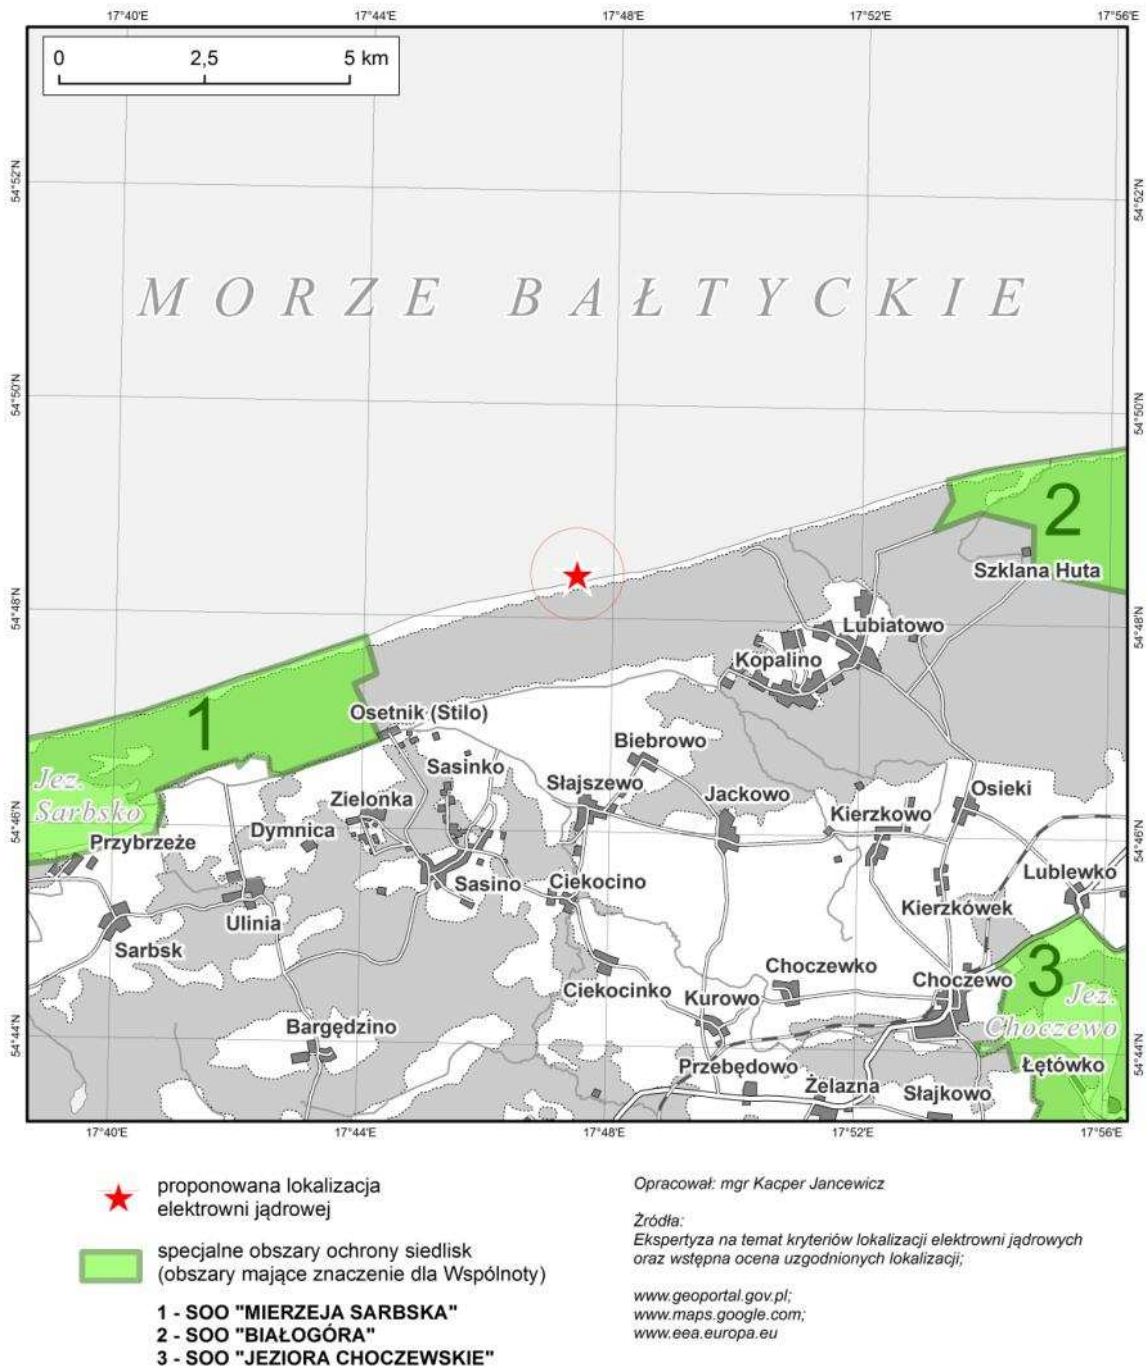 17°40'E 17°44'E 17°48'E 17°52'E 17°56'E
0 2,5 5 km
54°52'N 54°52'N
MORZE BAŁTYCKIE
54°50'N 54°50'N
2
Szklana Huta
54°48'N 54°48'N
Lubiatowo
Kopalino
1
Osetnik (Stilo)
Biebrowo
Sasinko
Słajszewo
Jez.
Sarbsko
Osieki
Zielonka
Jackowo
Kierzkowo
54°46'N 54°46'N
Dymnica
Przybrzeże
Lublewko
Sasino
Ciekocino
Ulinia
Kierzkówek
Sarbsk
3
Choczewko
Choczewo
Ciekocinko
Kurowo
Jez.
Choczewo
Bargędzino
54°44'N 54°44'N
Przebędowo
Łętówko
Żelazna
Słajkowo
17°40'E 17°44'E 17°48'E 17°52'E 17°56'E
proponowana lokalizacja
elektrowni jądrowej
specjalne obszary ochrony siedlisk
(obszary mające znaczenie dla Wspólnoty)
1 - SOO "MIERZEJA SARBSKA"
2 - SOO "BIAŁOGÓRA"
3 - SOO "JEZIORA CHOCZEWSKIE"
Opracował: mgr Kacper Jancewicz
Źródła:
Ekspertyza na temat kryteriów lokalizacji elektrowni jądrowych
oraz wstępna ocena uzgodnionych lokalizacji;
www.geoportal.gov.pl;
www.maps.google.com;
www.eea.europa.eu